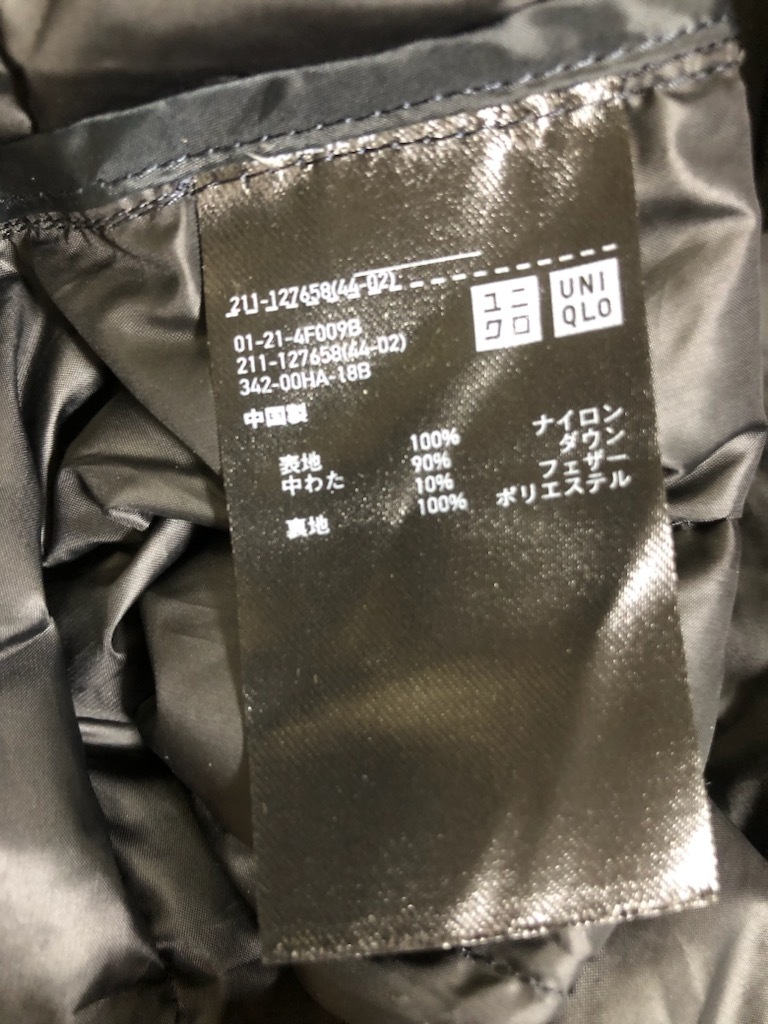 211-127658(44-02)
ユニクロ
UNIQLO
01-21-4F009B
211-127658(44-02)
342-00HA-18B
中国製
表地 100% ナイロン
中わた 90% ダウン
10% フェザー
裏地 100% ポリエステル